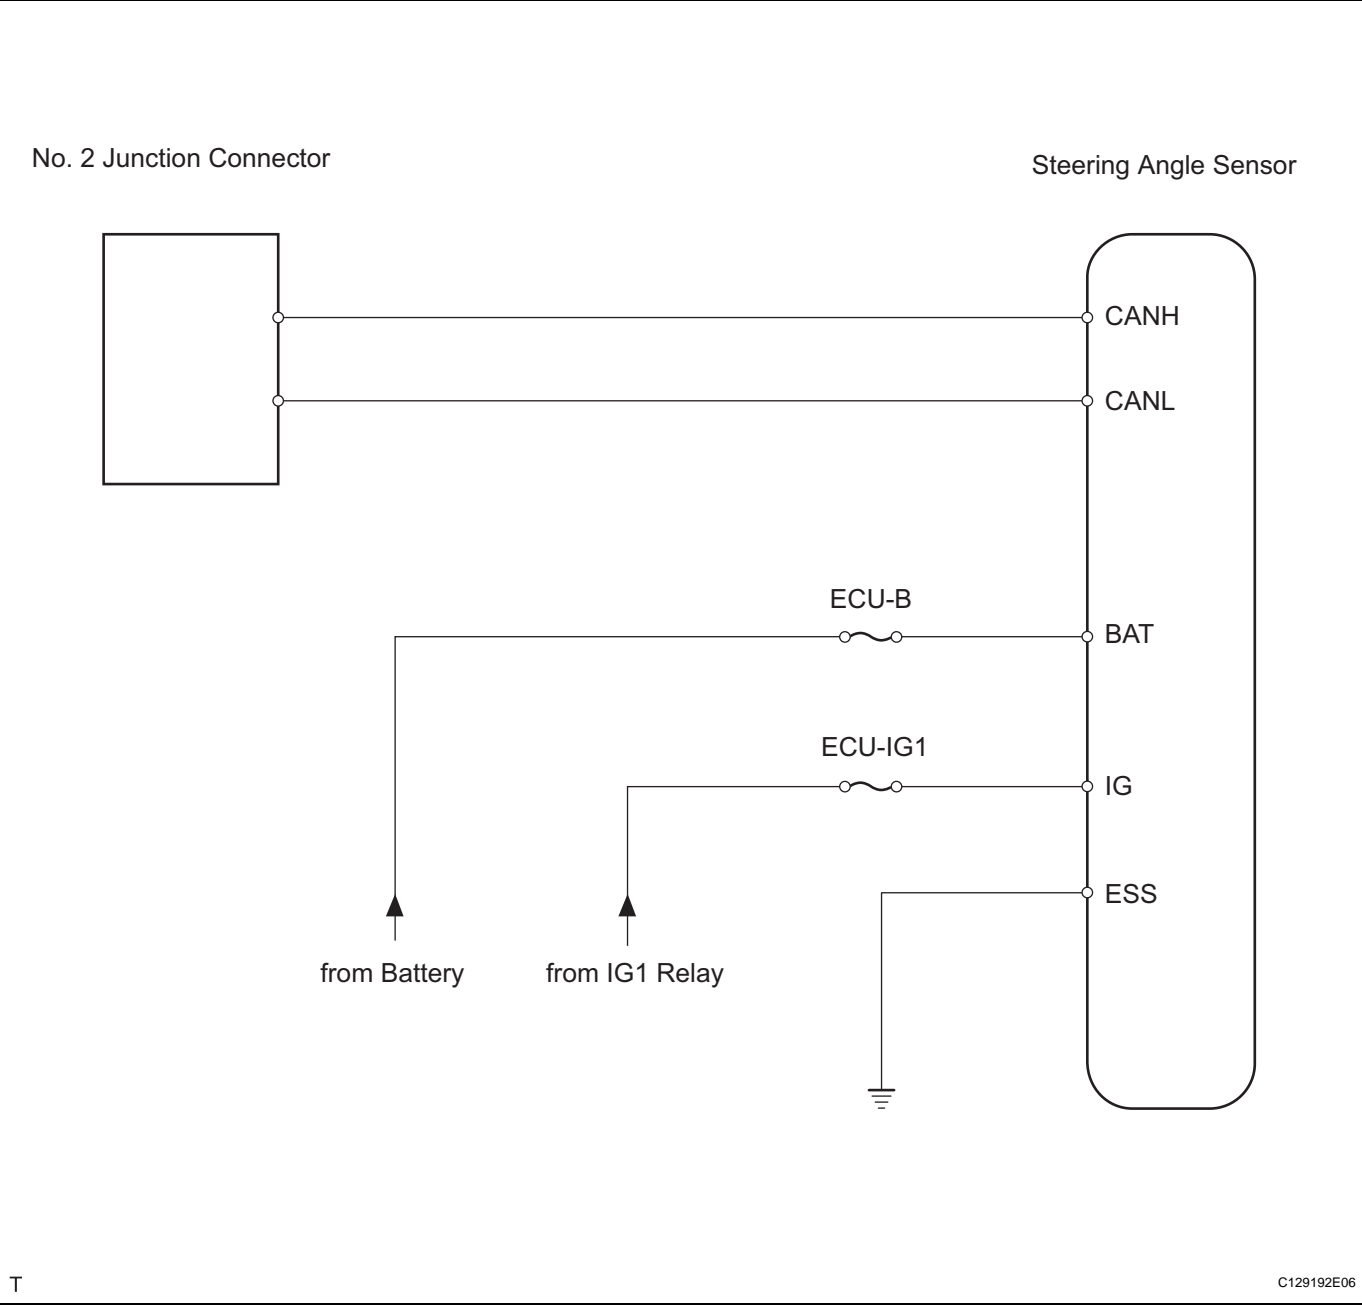 No. 2 Junction Connector
Steering Angle Sensor
CANH
CANL
ECU-B
BAT
ECU-IG1
IG
ESS
from Battery
from IG1 Relay
T
C129192E06